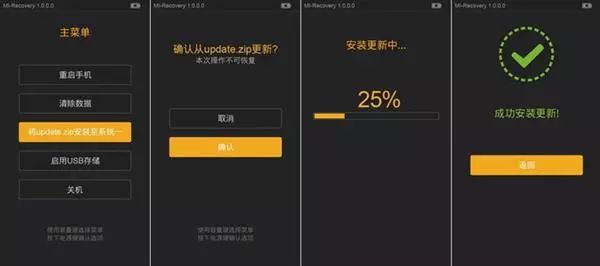 MI-Recovery 1.0.0.0
主菜单
重启手机
清除数据
将update.zip安装至系统一
启用USB存储
关机
使用音量键选择菜单
按下电源键确认选项
MI-Recovery 1.0.0.0
确认从update.zip更新?
本次操作不可恢复
取消
确认
使用音量键选择菜单
按下电源键确认选项
MI-Recovery 1.0.0.0
安装更新中...
25%
MI-Recovery 1.0.0.0
成功安装更新!
返回